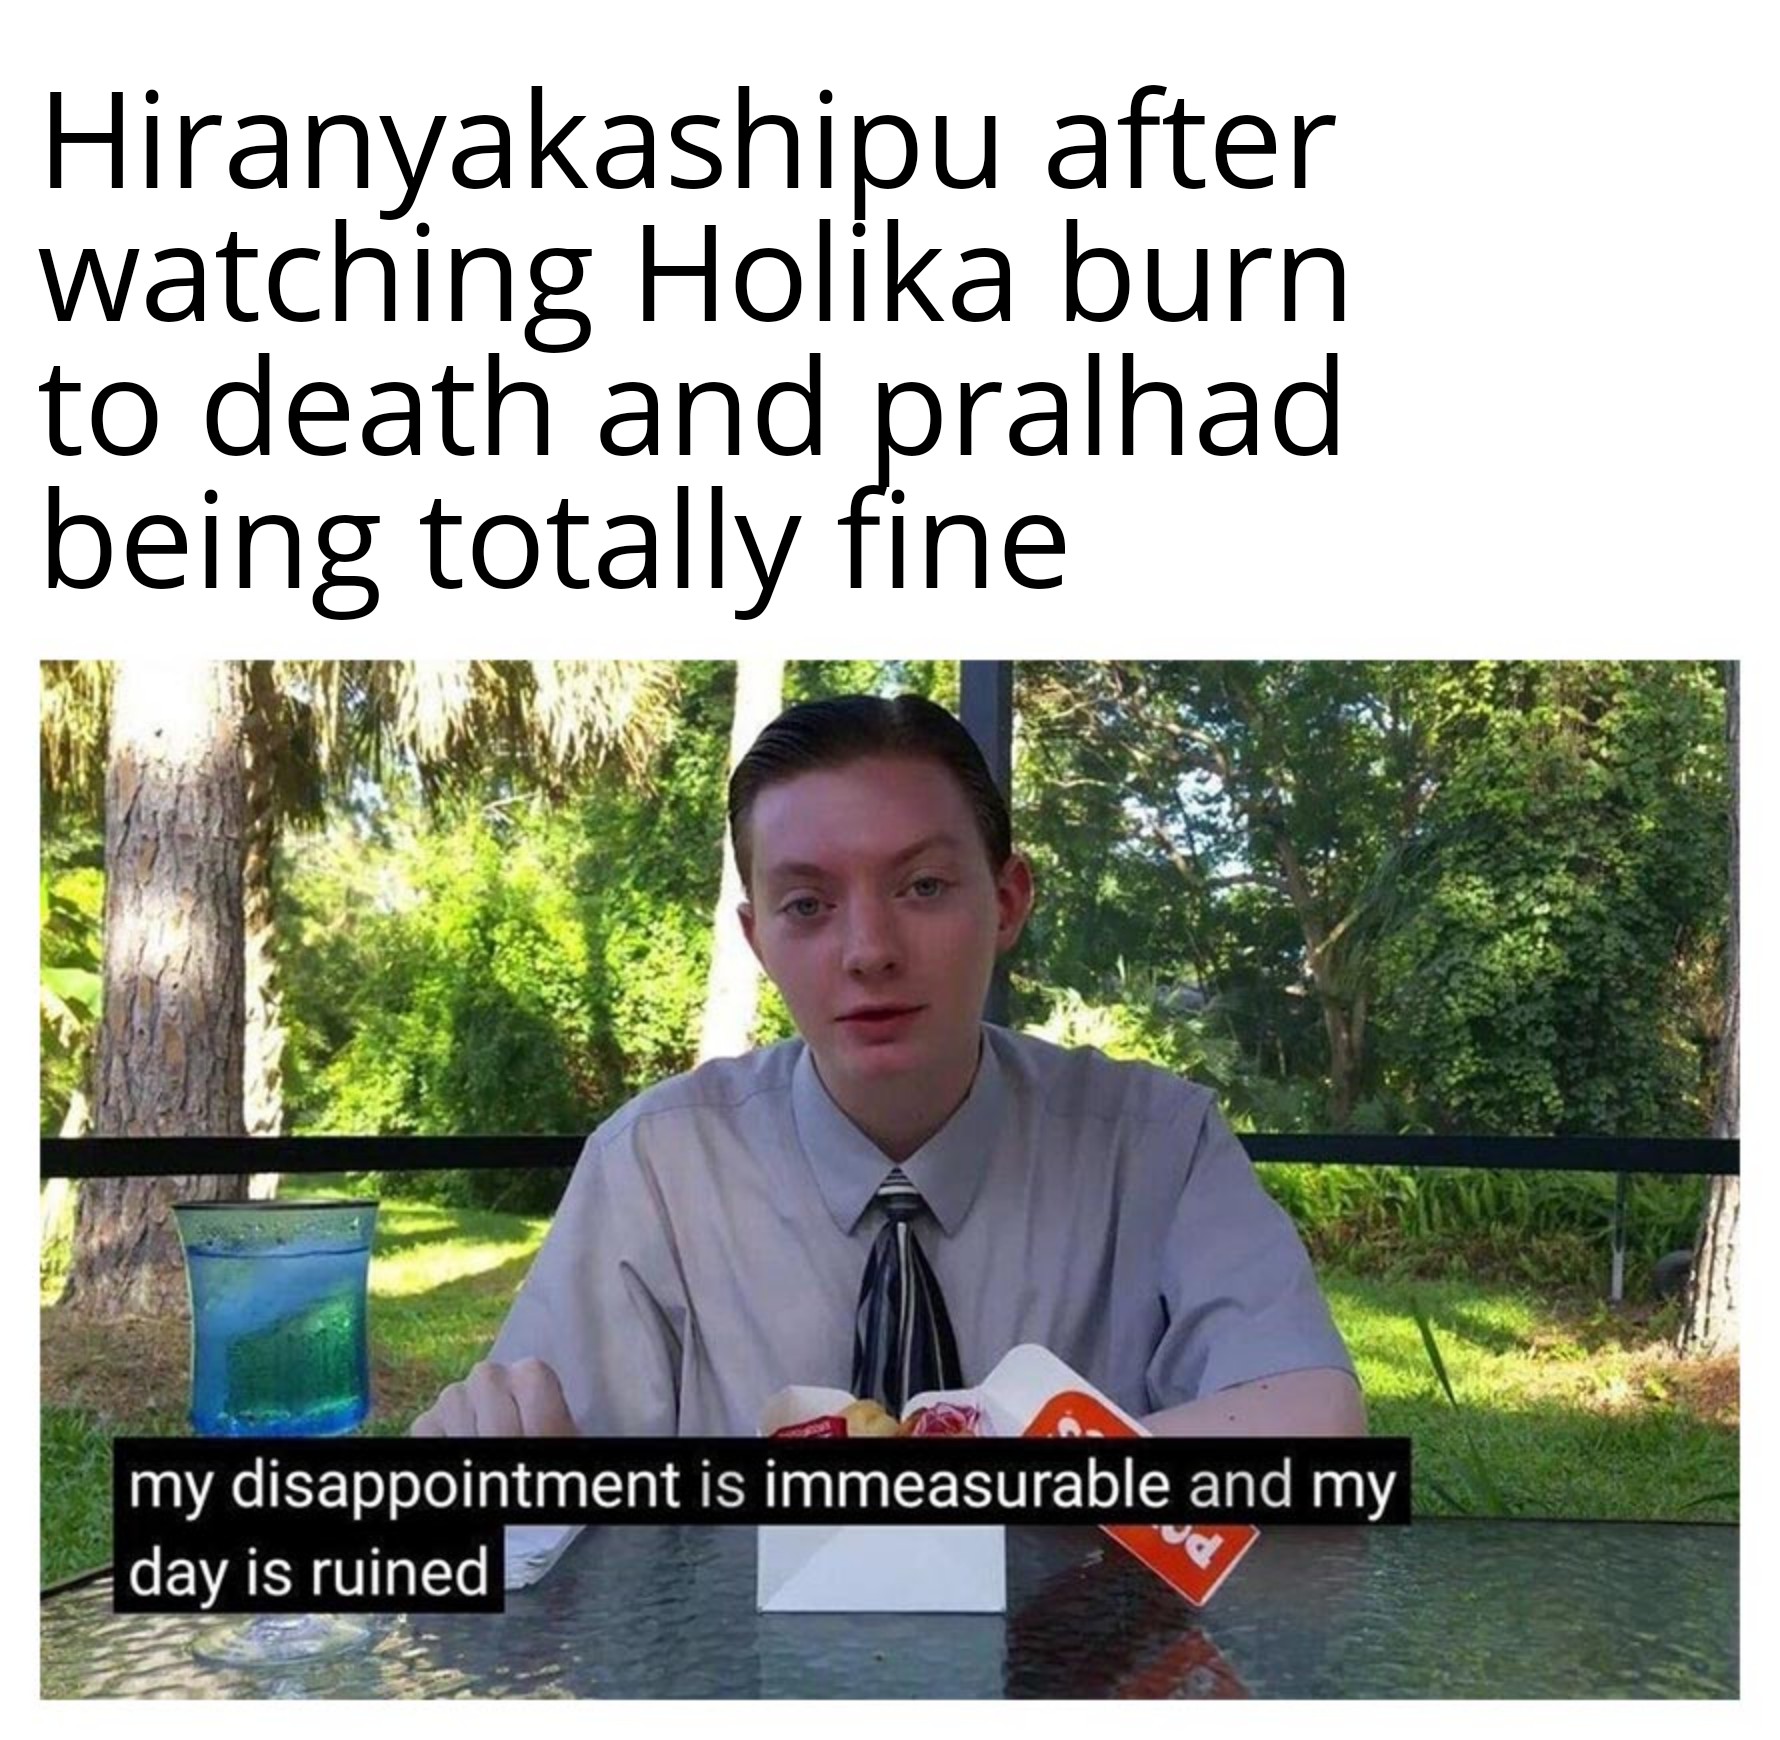 Hiranyakashipu after
watching Holika burn
to death and pralhad
being totally fine
my disappointment is immeasurable and my
day is ruined